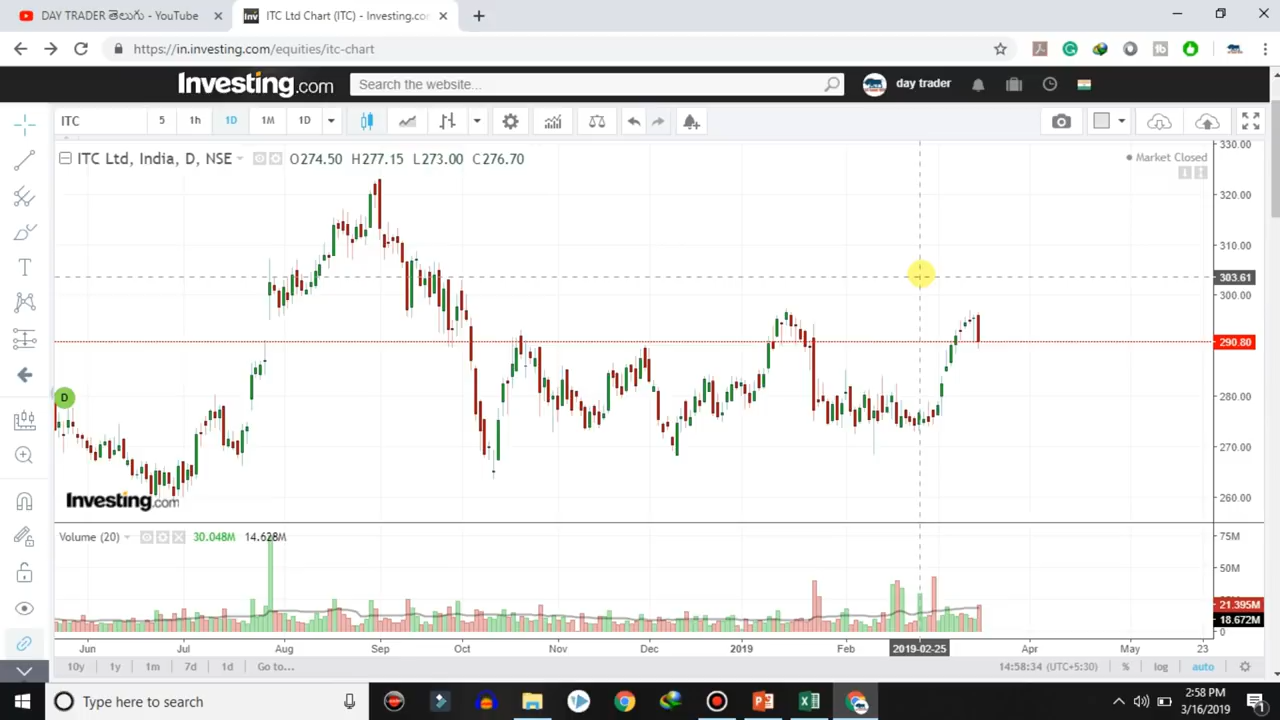 DAY TRADER తెలుగు - YouTube
ITC Ltd Chart (ITC) - Investing.co
https://in.investing.com/equities/itc-chart
Investing.com
Search the website...
day trader
ITC
5
1h
1D
1M
1D
ITC Ltd, India, D, NSE
O274.50 H277.15 L273.00 C276.70
Market Closed
330.00
320.00
310.00
303.61
300.00
290.80
280.00
270.00
260.00
D
Investing.com
Volume (20)
30.048M
14.628M
75M
50M
21.395M
18.672M
0
Jun
Jul
Aug
Sep
Oct
Nov
Dec
2019
Feb
2019-02-25
Apr
May
23
10y
1y
1m
7d
1d
Go to...
14:58:34 (UTC+5:30)
%
log
auto
Type here to search
2:58 PM
3/16/2019
1